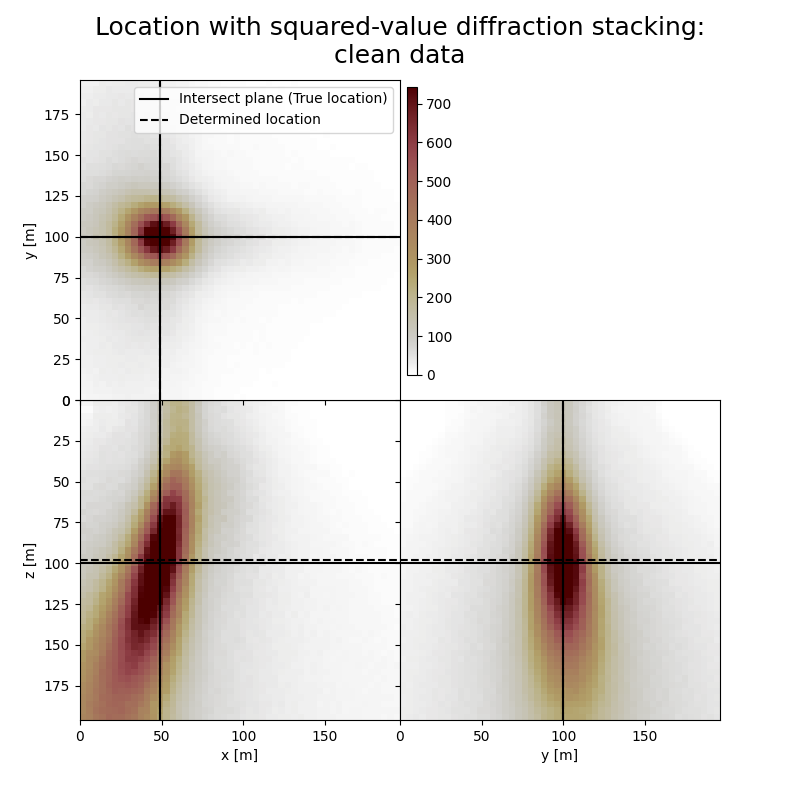 Location with squared-value diffraction stacking:
clean data
Intersect plane (True location)
Determined location
y [m]
175
150
125
100
75
50
25
0
700
600
500
400
300
200
100
0
z [m]
0
25
50
75
100
125
150
175
0 50 100 150
x [m]
0 50 100 150
y [m]